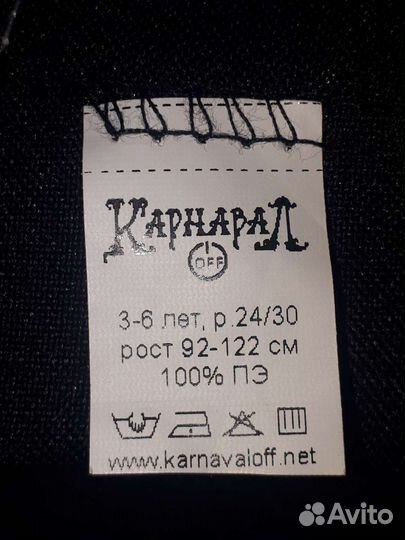 КАРНАВАЛ
OFF
3-6 лет, р.24/30
рост 92-122 см
100% ПЭ
www.karnavaloff.net
Avito